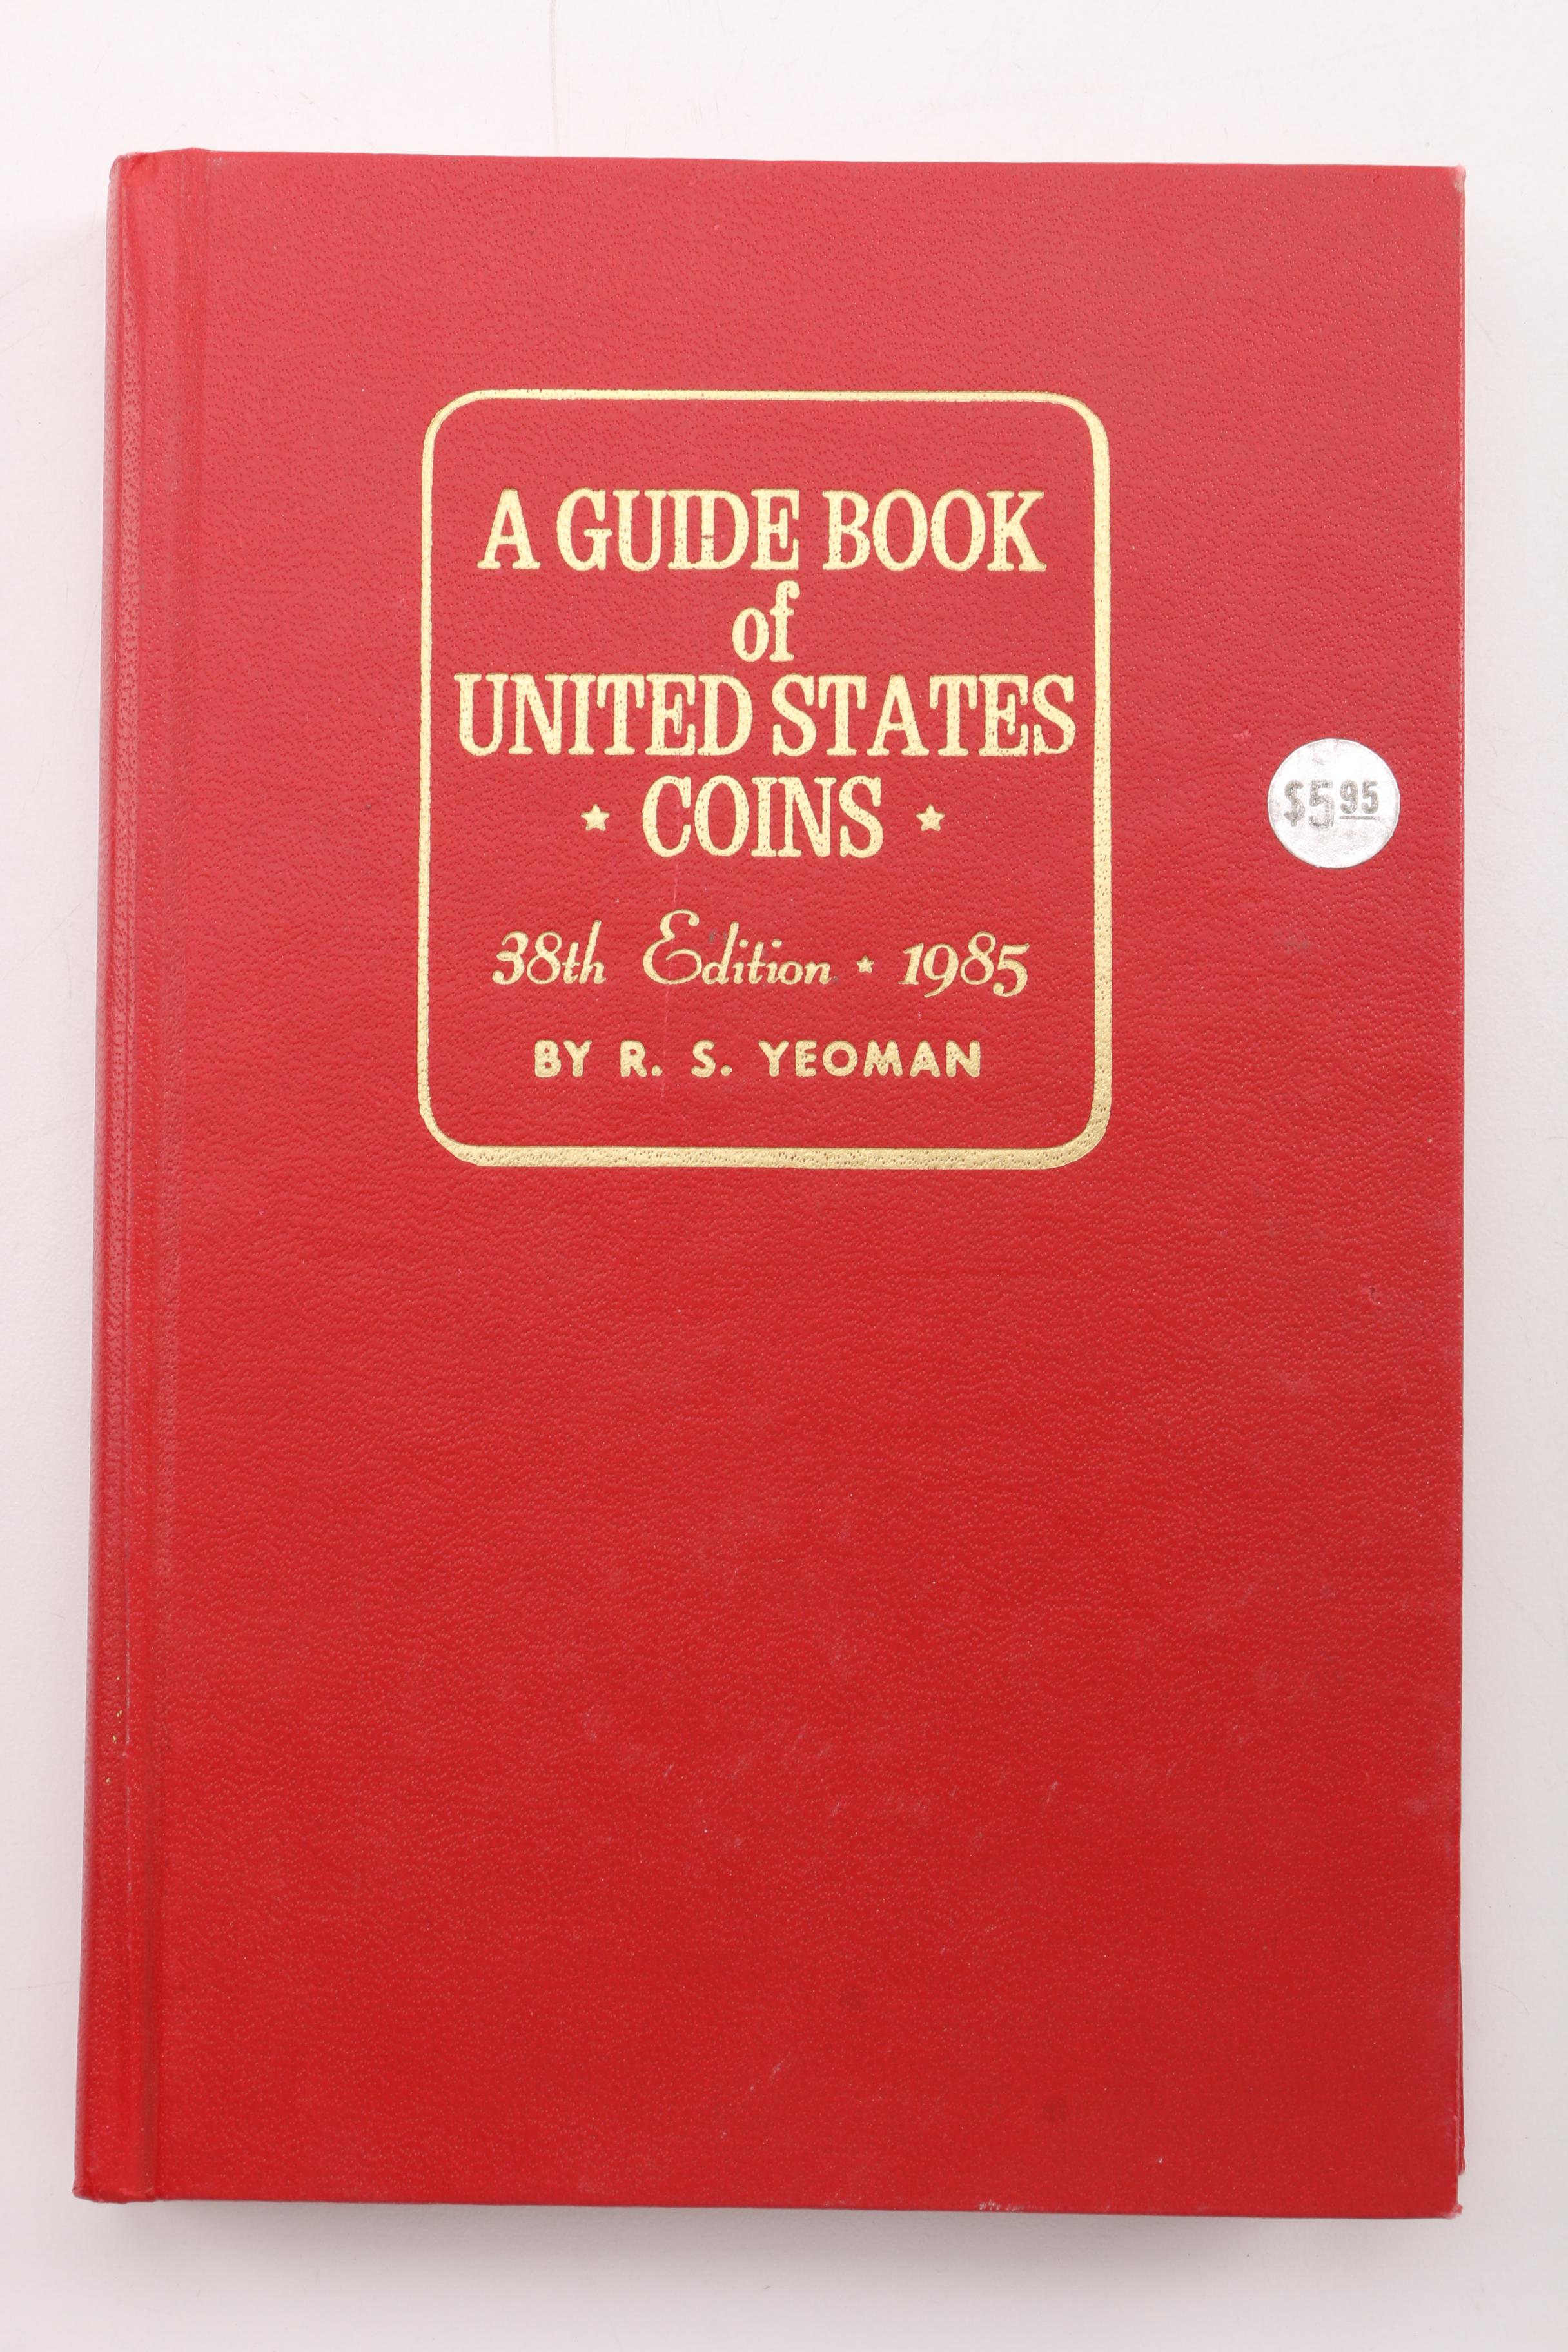 A GUIDE BOOK
of
UNITED STATES
★ COINS ★
38th Edition ★ 1985
BY R. S. YEOMAN
$5 95